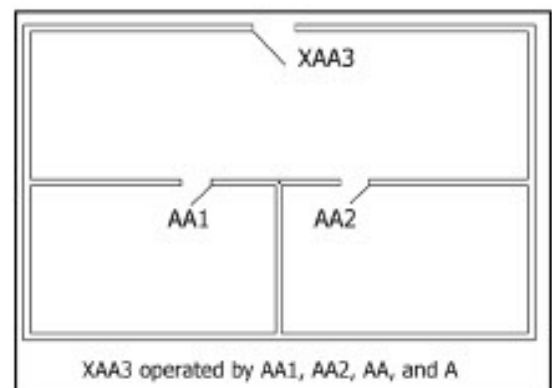 XAA3
AA1 AA2
XAA3 operated by AA1, AA2, AA, and A